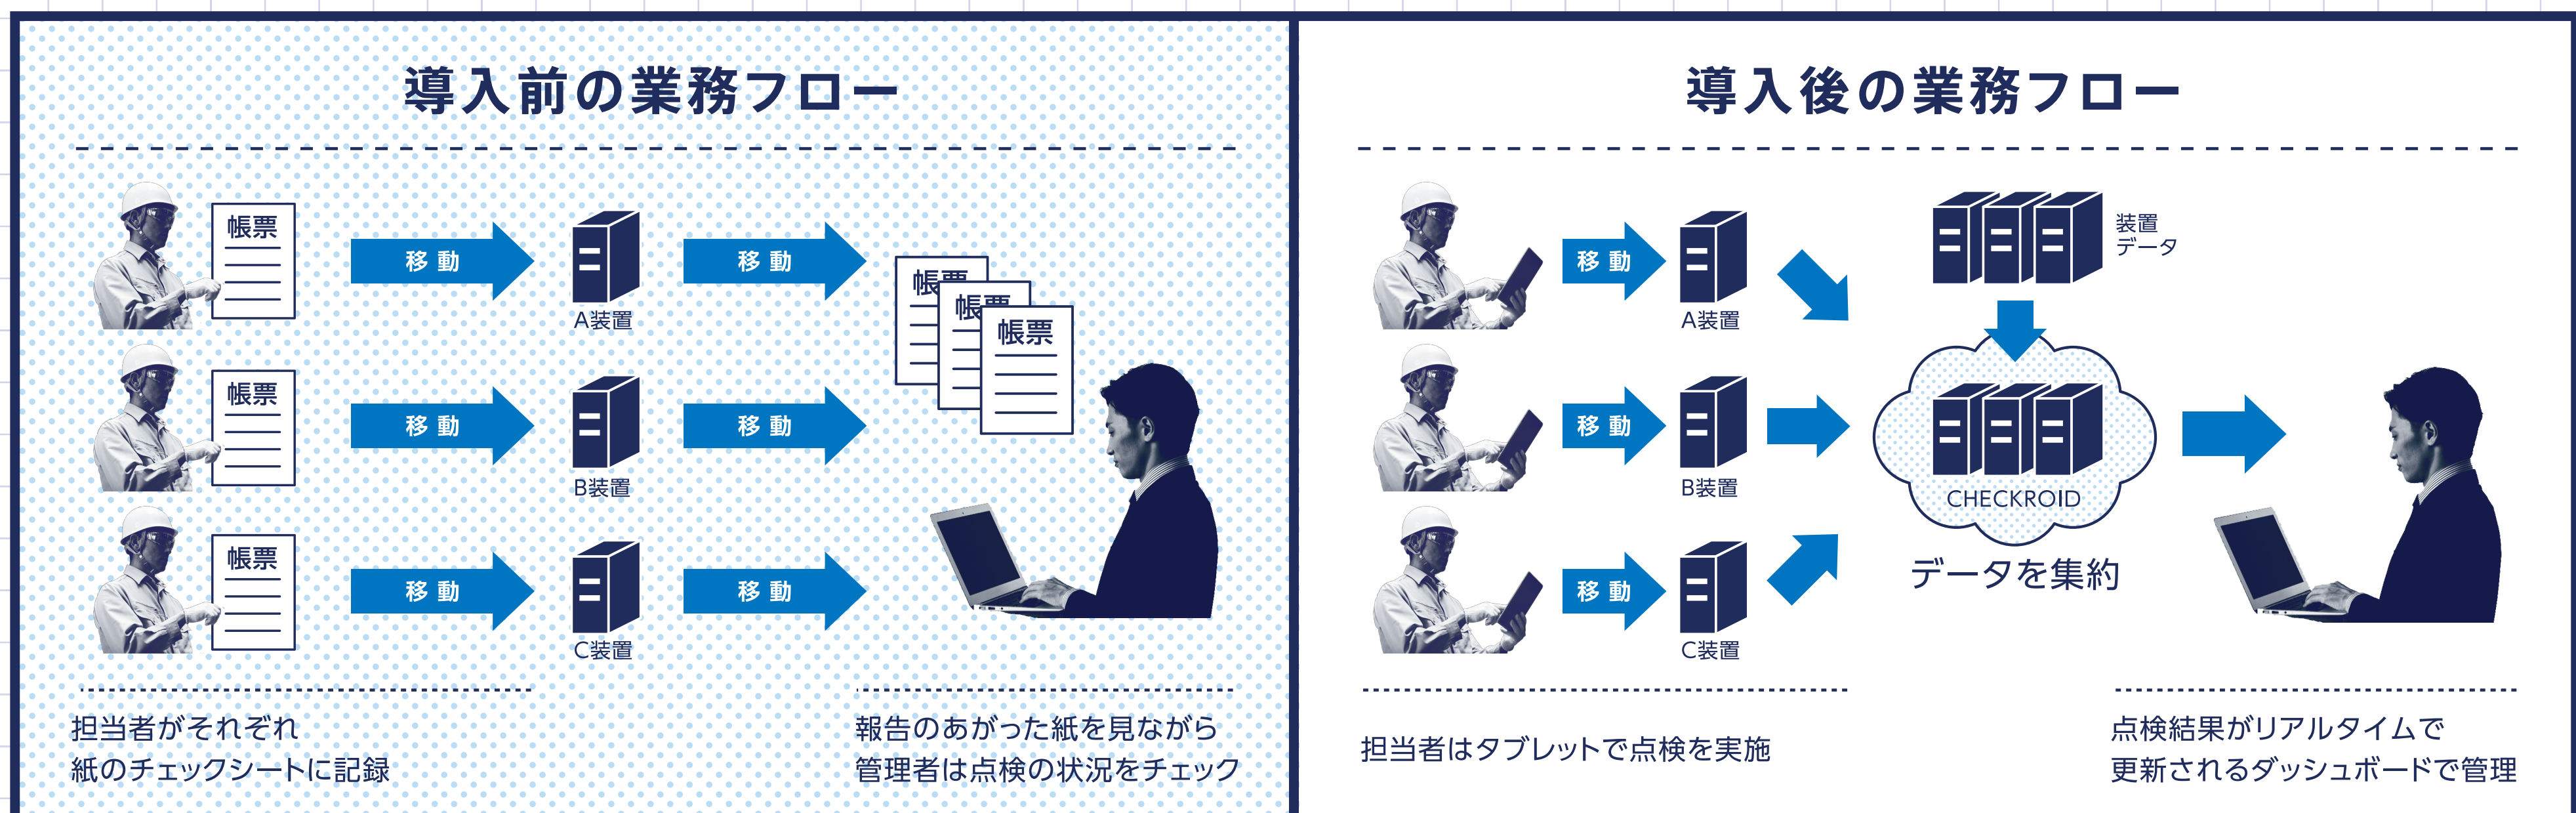 導入前の業務フロー
帳票
移動
A装置
移動
帳票
移動
B装置
移動
帳票
移動
C装置
移動
帳票
帳票
帳票
担当者がそれぞれ
紙のチェックシートに記録
報告のあがった紙を見ながら
管理者は点検の状況をチェック
導入後の業務フロー
移動
A装置
移動
B装置
移動
C装置
装置
データ
CHECKROID
データを集約
担当者はタブレットで点検を実施
点検結果がリアルタイムで
更新されるダッシュボードで管理